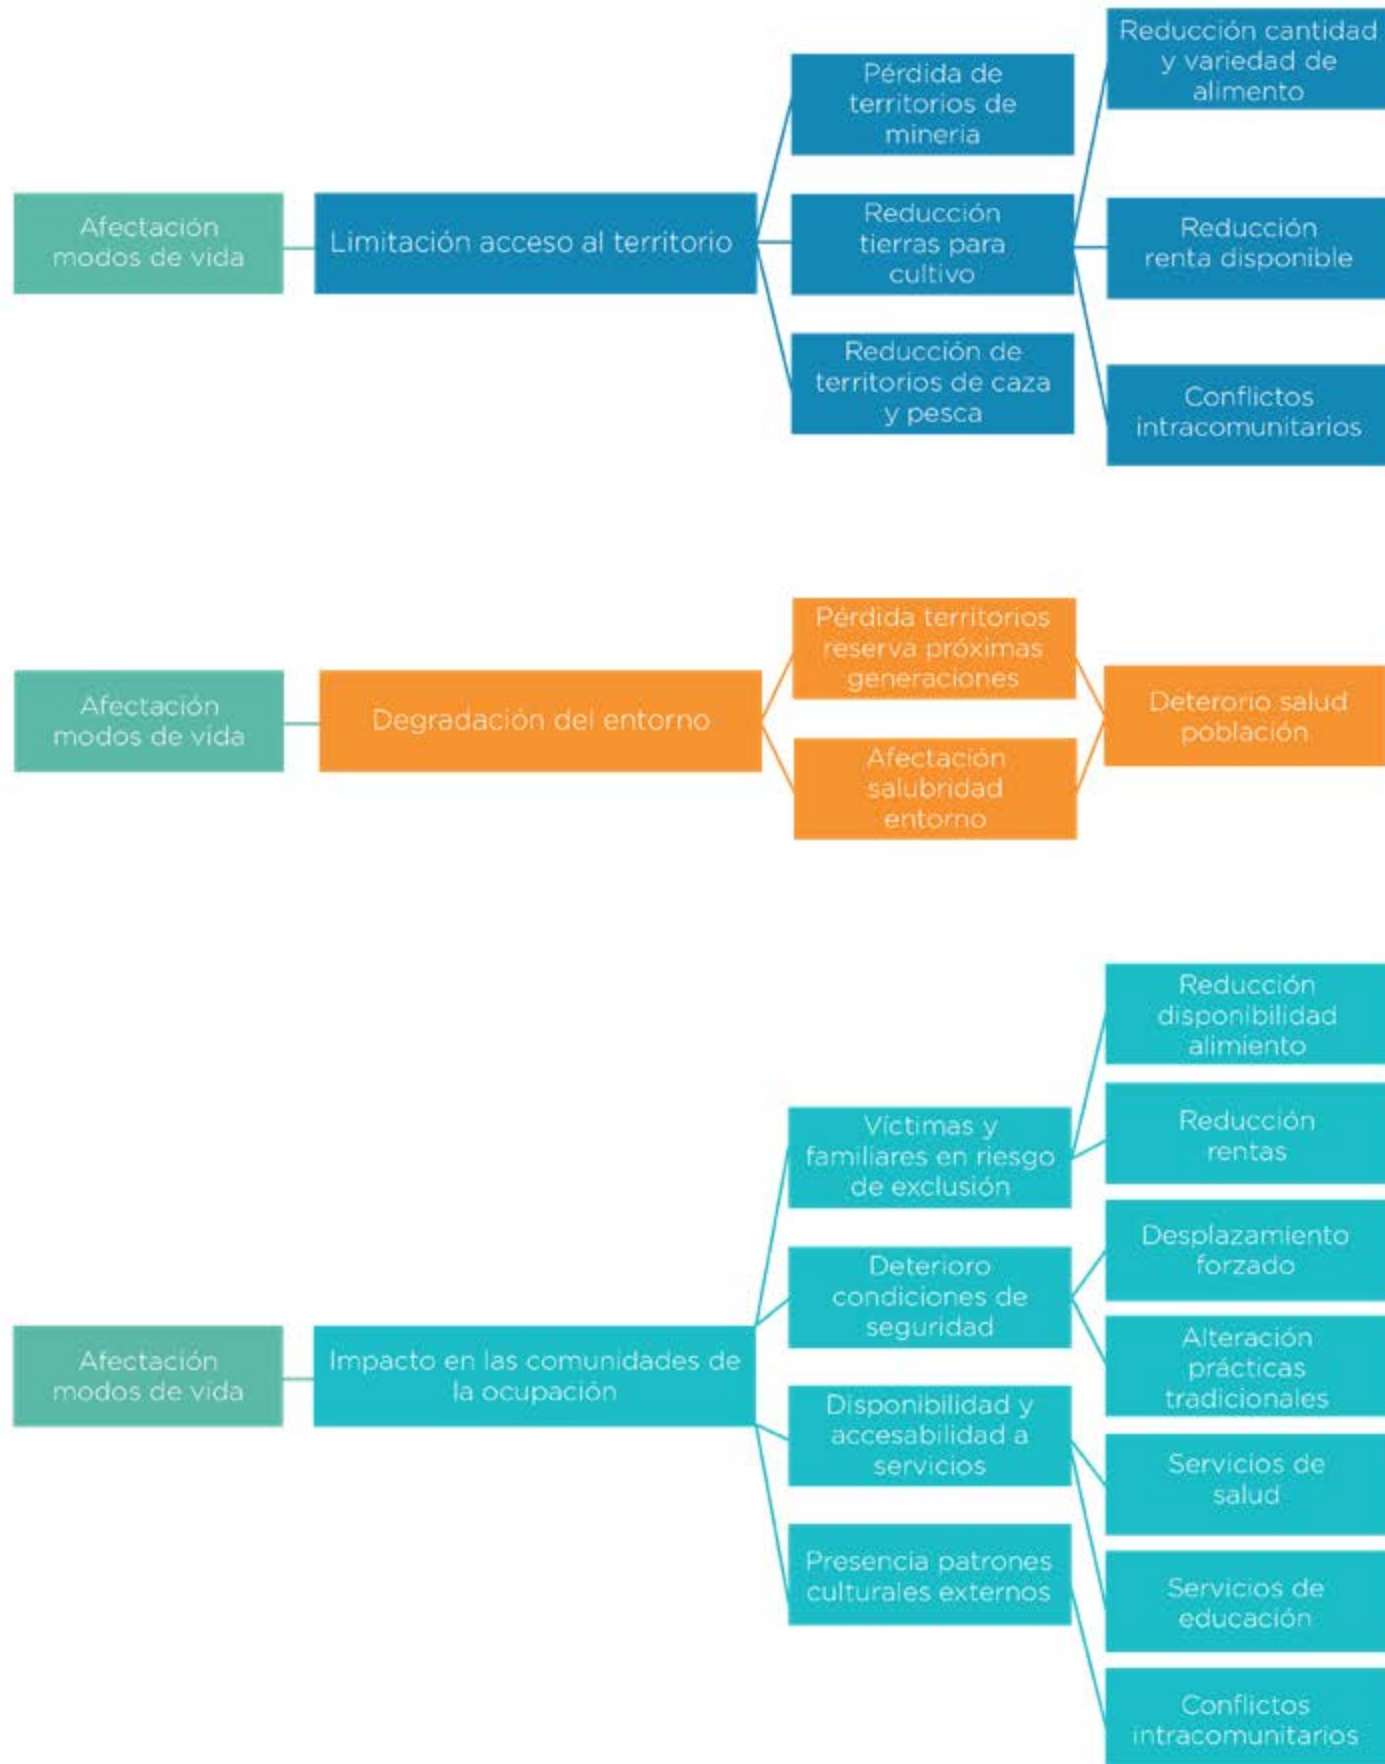 Afectación
modos de vida
Limitación acceso al territorio
Pérdida de
territorios de
mineria
Reducción
tierras para
cultivo
Reducción de
territorios de caza
y pesca
Reducción cantidad
y variedad de
alimento
Reducción
renta disponible
Conflictos
intracomunitarios
Afectación
modos de vida
Degradación del entorno
Pérdida territorios
reserva próximas
generaciones
Afectación
salubridad
entorno
Deterorio salud
población
Afectación
modos de vida
Impacto en las comunidades de
la ocupación
Víctimas y
familiares en riesgo
de exclusión
Deterioro
condiciones de
seguridad
Disponibilidad y
accesabilidad a
servicios
Presencia patrones
culturales externos
Reducción
disponibilidad
alimiento
Reducción
rentas
Desplazamiento
forzado
Alteración
prácticas
tradicionales
Servicios de
salud
Servicios de
educación
Conflictos
intracomunitarios